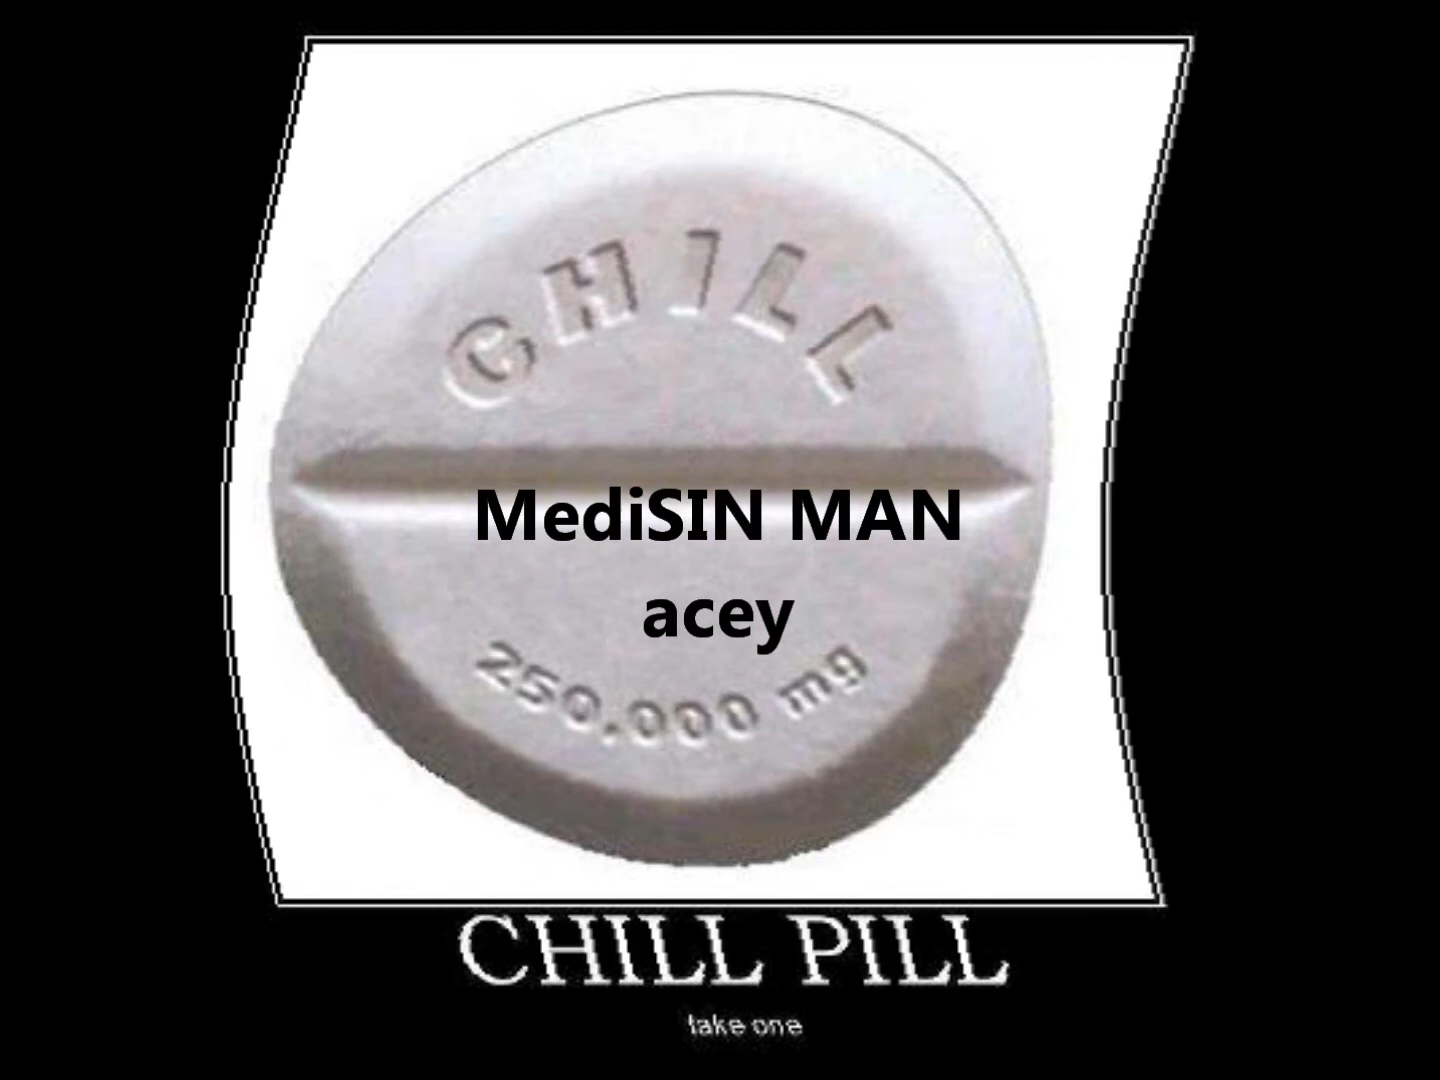 CHILL
MediSIN MAN
acey
250.000 mg
CHILL PILL
take one